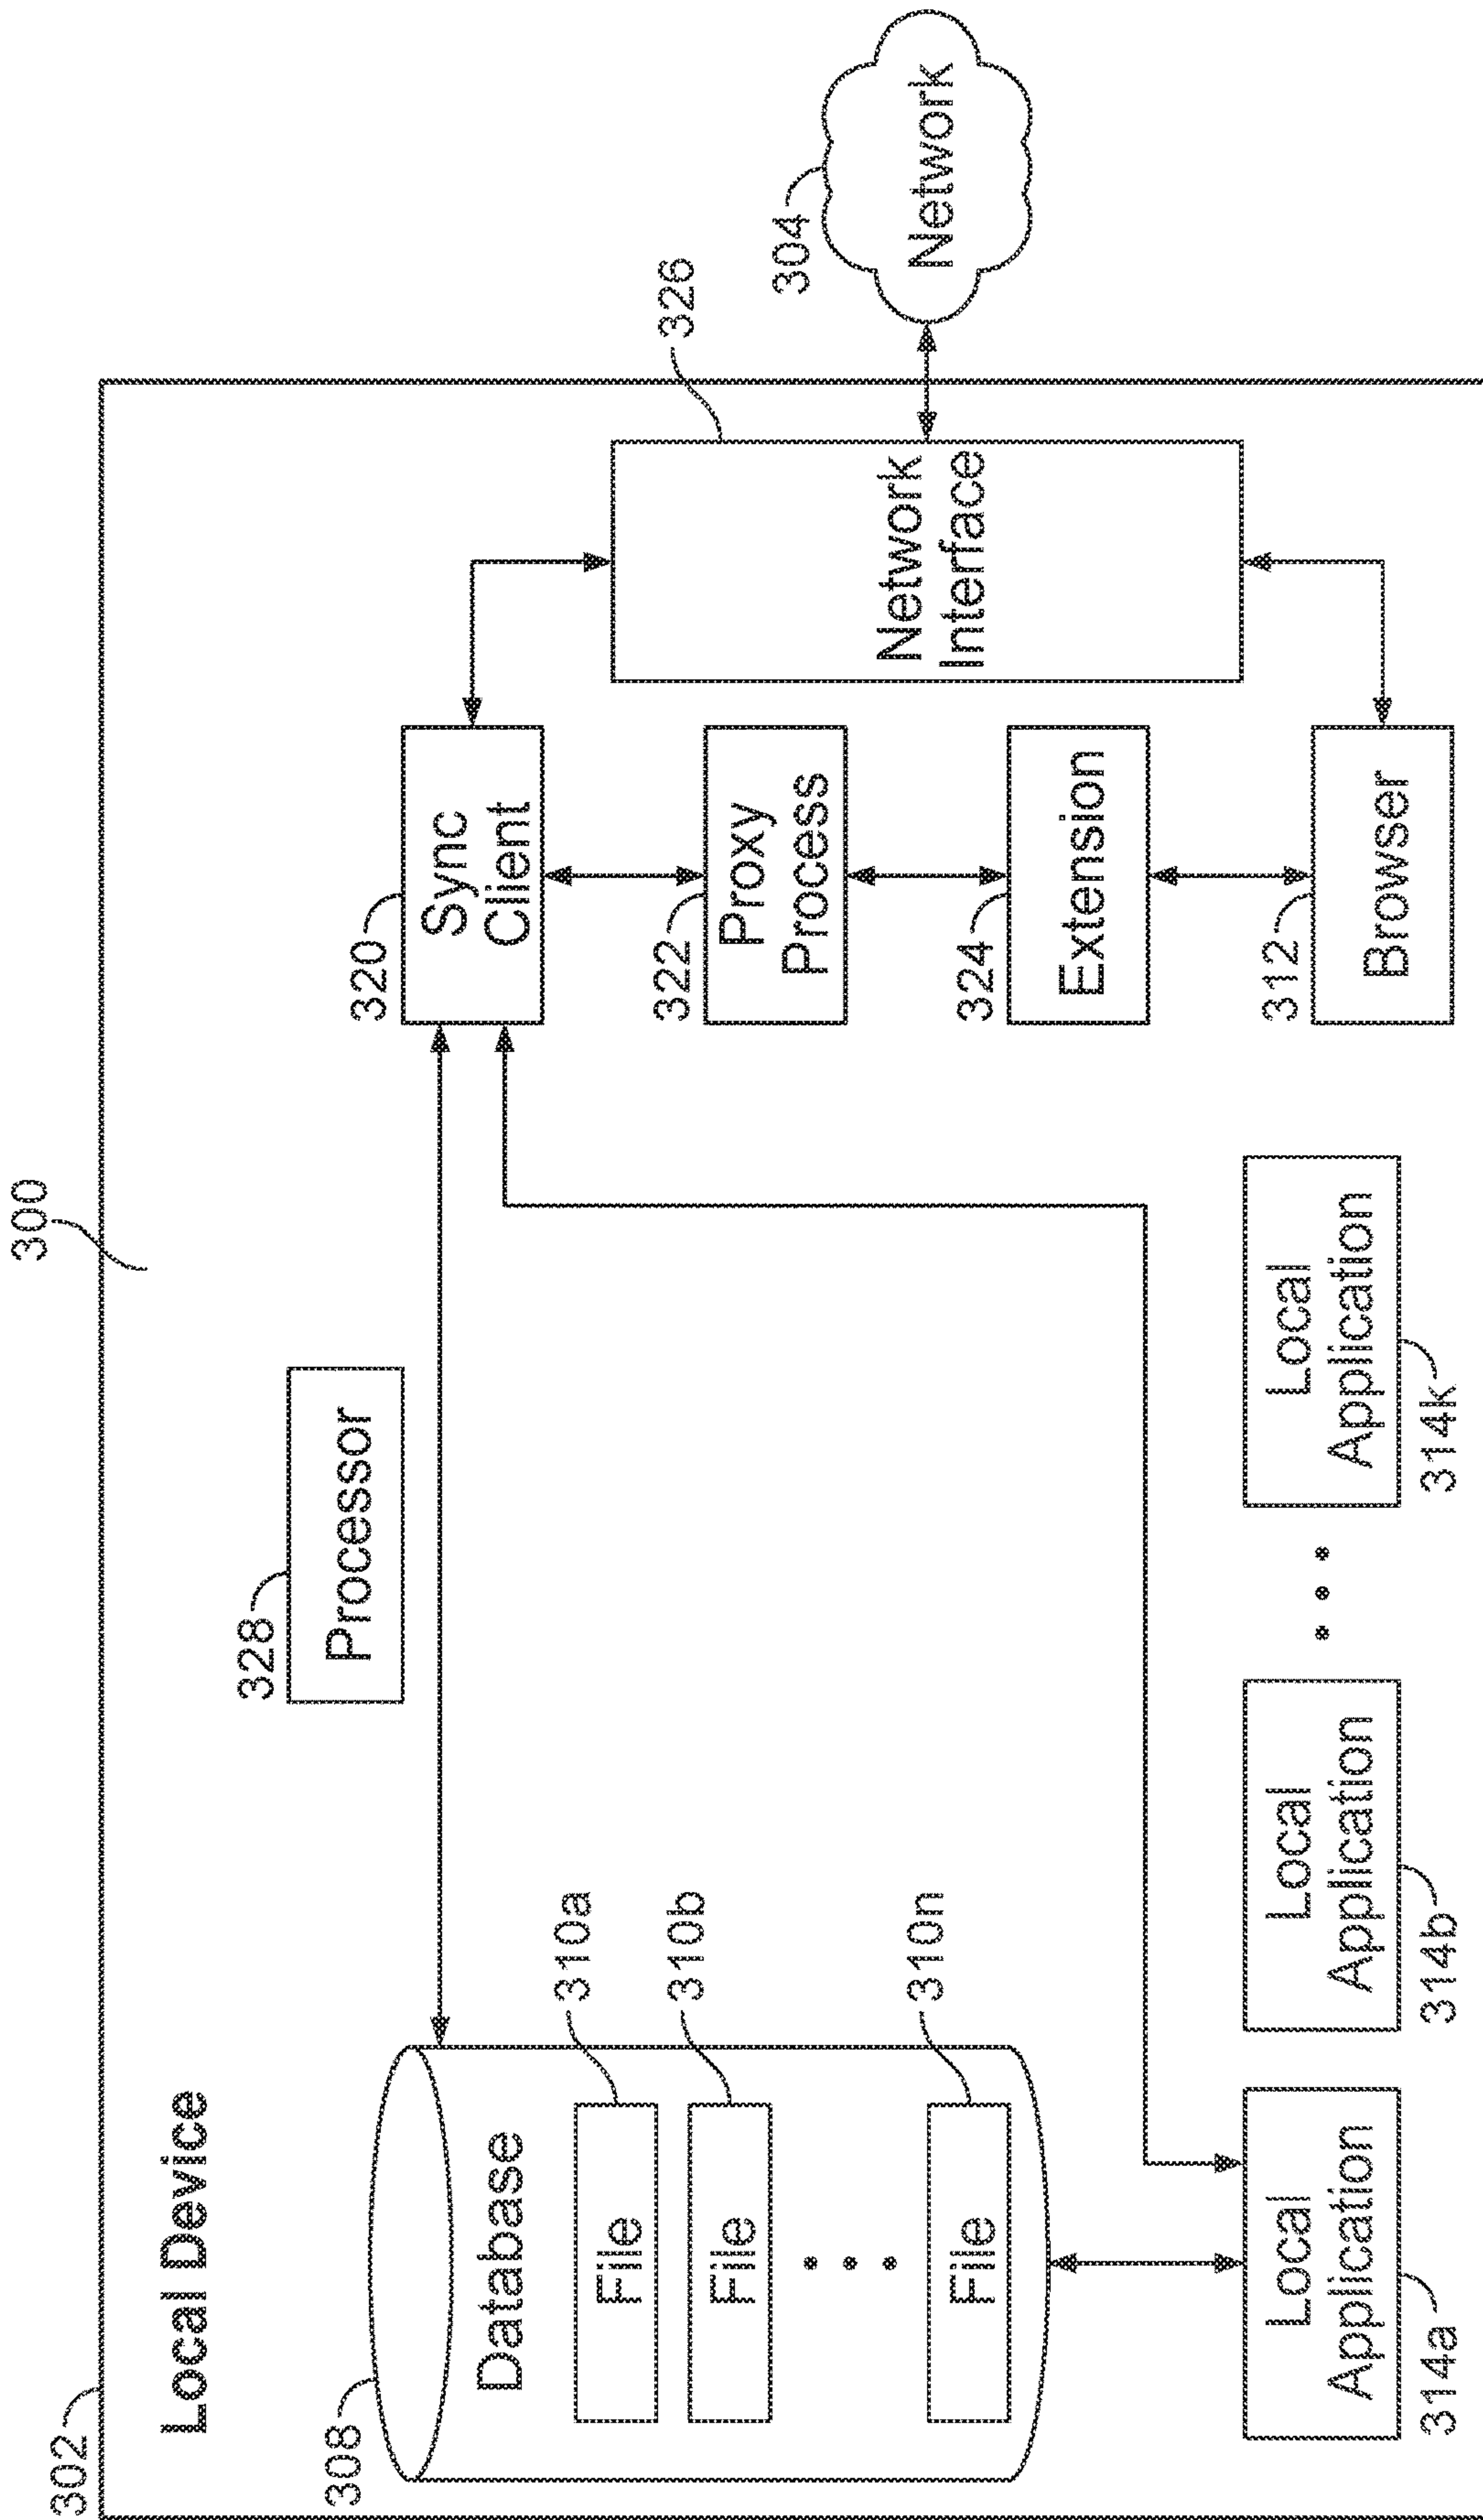 300
302
Local Device
328
Processor
308
Database
File
310a
File
310b
File
310n
320
Sync
Client
322
Proxy
Process
324
Extension
312
Browser
326
Network
Interface
304
Network
Local
Application
314a
Local
Application
314b
Local
Application
314k